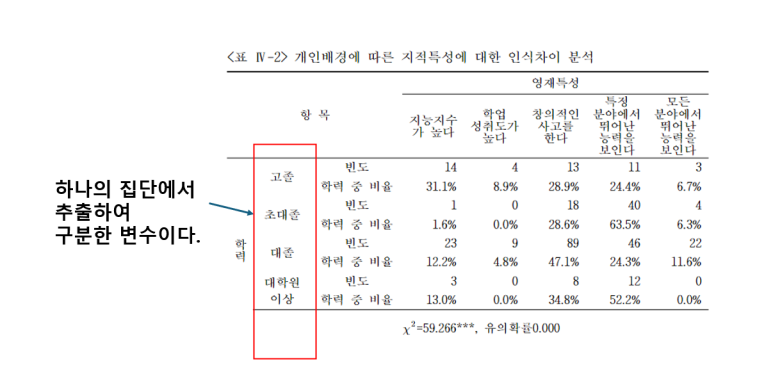 <표 Ⅳ-2> 개인배경에 따른 지적특성에 대한 인식차이 분석
항 목
영재특성
지능지수
가 높다
학업
성취도가
높다
창의적인
사고를
한다
특정
분야에서
뛰어난
능력을
보인다
모든
분야에서
뛰어난
능력을
보인다
하나의 집단에서
추출하여
구분한 변수이다.
학
력
고졸
빈도 14 4 13 11 3
학력 중 비율 31.1% 8.9% 28.9% 24.4% 6.7%
초대졸
빈도 1 0 18 40 4
학력 중 비율 1.6% 0.0% 28.6% 63.5% 6.3%
대졸
빈도 23 9 89 46 22
학력 중 비율 12.2% 4.8% 47.1% 24.3% 11.6%
대학원
이상
빈도 3 0 8 12 0
학력 중 비율 13.0% 0.0% 34.8% 52.2% 0.0%
χ²=59.266***, 유의확률0.000